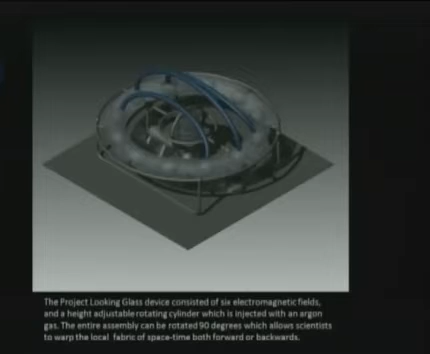 The Project Looking Glass device consisted of six electromagnetic fields,
and a height adjustable rotating cylinder which is injected with an argon
gas. The entire assembly can be rotated 90 degrees which allows scientists
to warp the local fabric of space-time both forward or backwards.